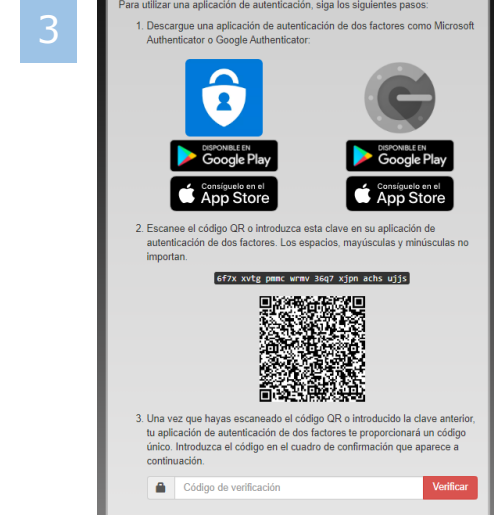 3
Para utilizar una aplicación de autenticación, siga los siguientes pasos:
1. Descargue una aplicación de autenticación de dos factores como Microsoft
Authenticator o Google Authenticator:
DISPONIBLE EN
Google Play
DISPONIBLE EN
Google Play
Consíguelo en el
App Store
Consíguelo en el
App Store
2. Escanee el código QR o introduzca esta clave en su aplicación de
autenticación de dos factores. Los espacios, mayúsculas y minúsculas no
importan.
6f7x xvtg pmmc wrmv 36q7 xjpn achs ujjs
3. Una vez que hayas escaneado el código QR o introducido la clave anterior,
tu aplicación de autenticación de dos factores te proporcionará un código
único. Introduzca el código en el cuadro de confirmación que aparece a
continuación.
Código de verificación
Verificar